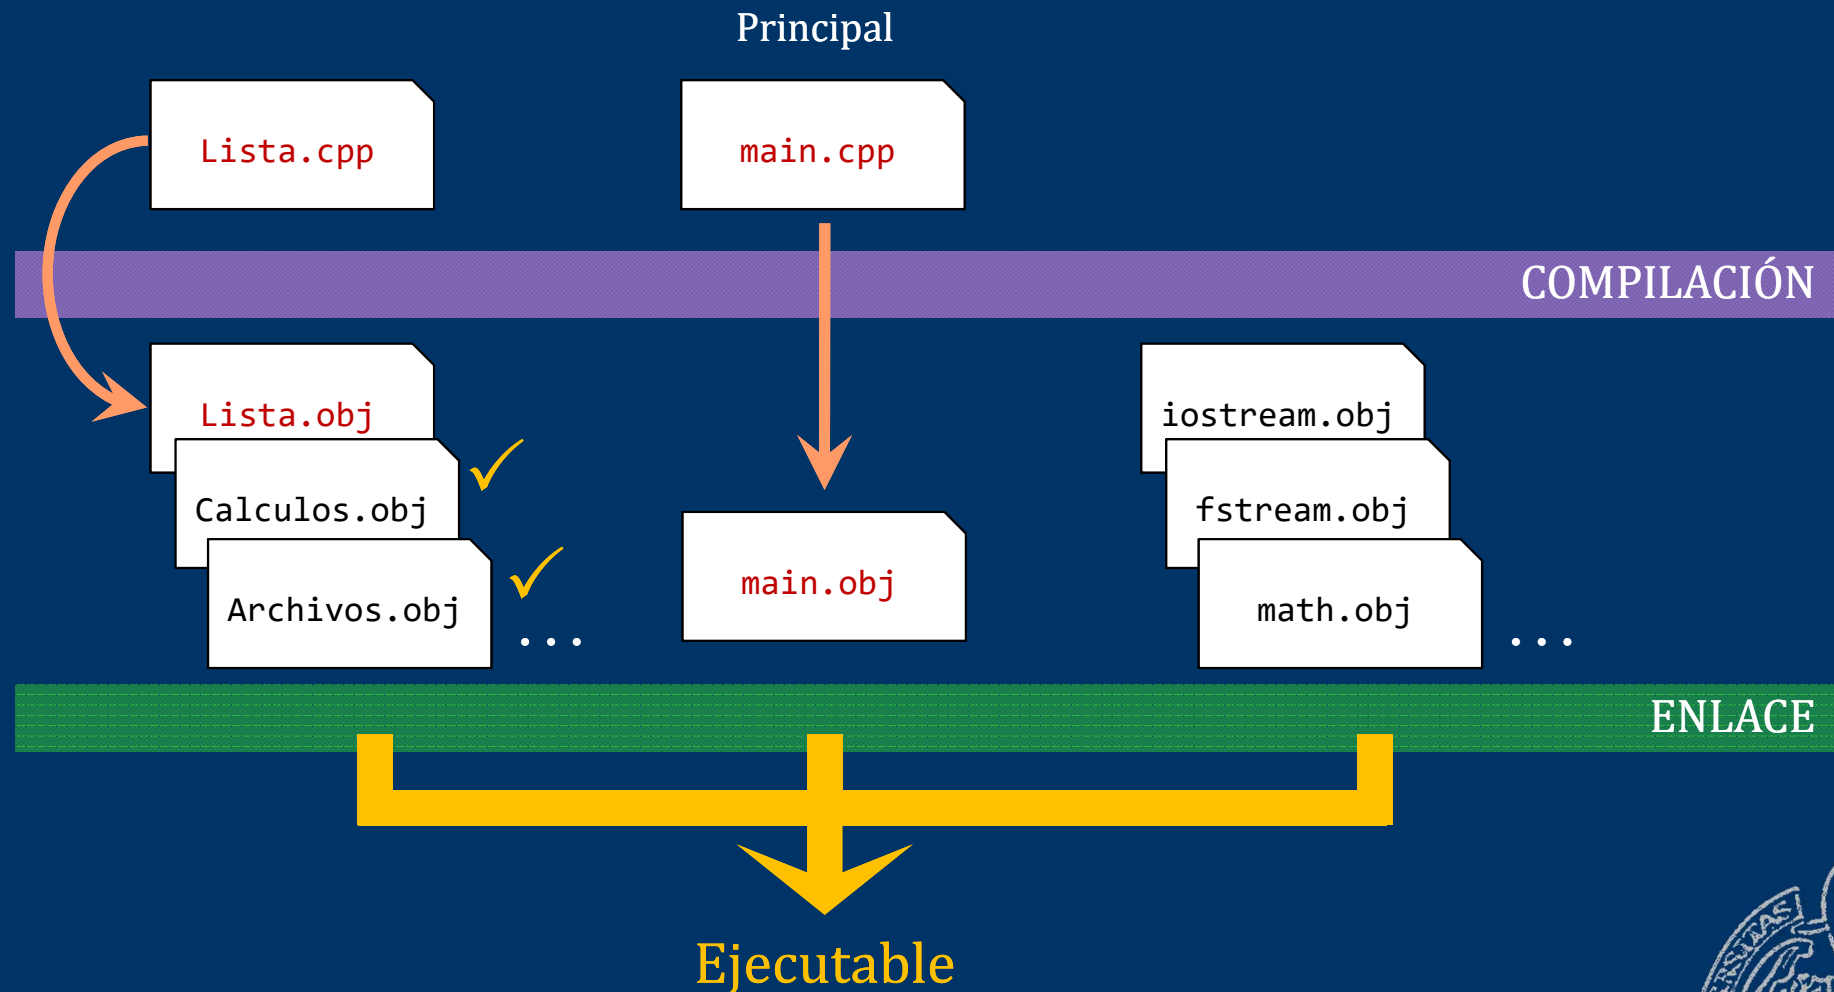 Principal
Lista.cpp
main.cpp
COMPILACIÓN
Lista.obj
iostream.obj
Calculos.obj
fstream.obj
main.obj
Archivos.obj
...
math.obj
...
ENLACE
Ejecutable